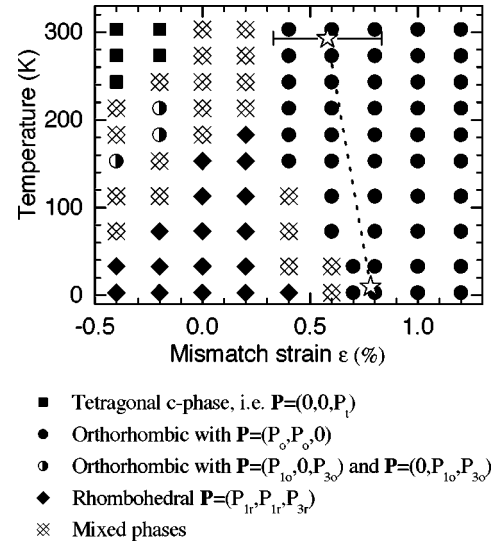 300
200
100
0
Temperature (K)
-0.5 0.0 0.5 1.0
Mismatch strain ε (%)
Tetragonal c-phase, i.e. P=(0,0,Pₜ)
Orthorhombic with P=(Pₒ,Pₒ,0)
Orthorhombic with P=(P₁ₒ,0,P₃ₒ) and P=(0,P₁ₒ,P₃ₒ)
Rhombohedral P=(P₁ᵣ,P₁ᵣ,P₃ᵣ)
Mixed phases